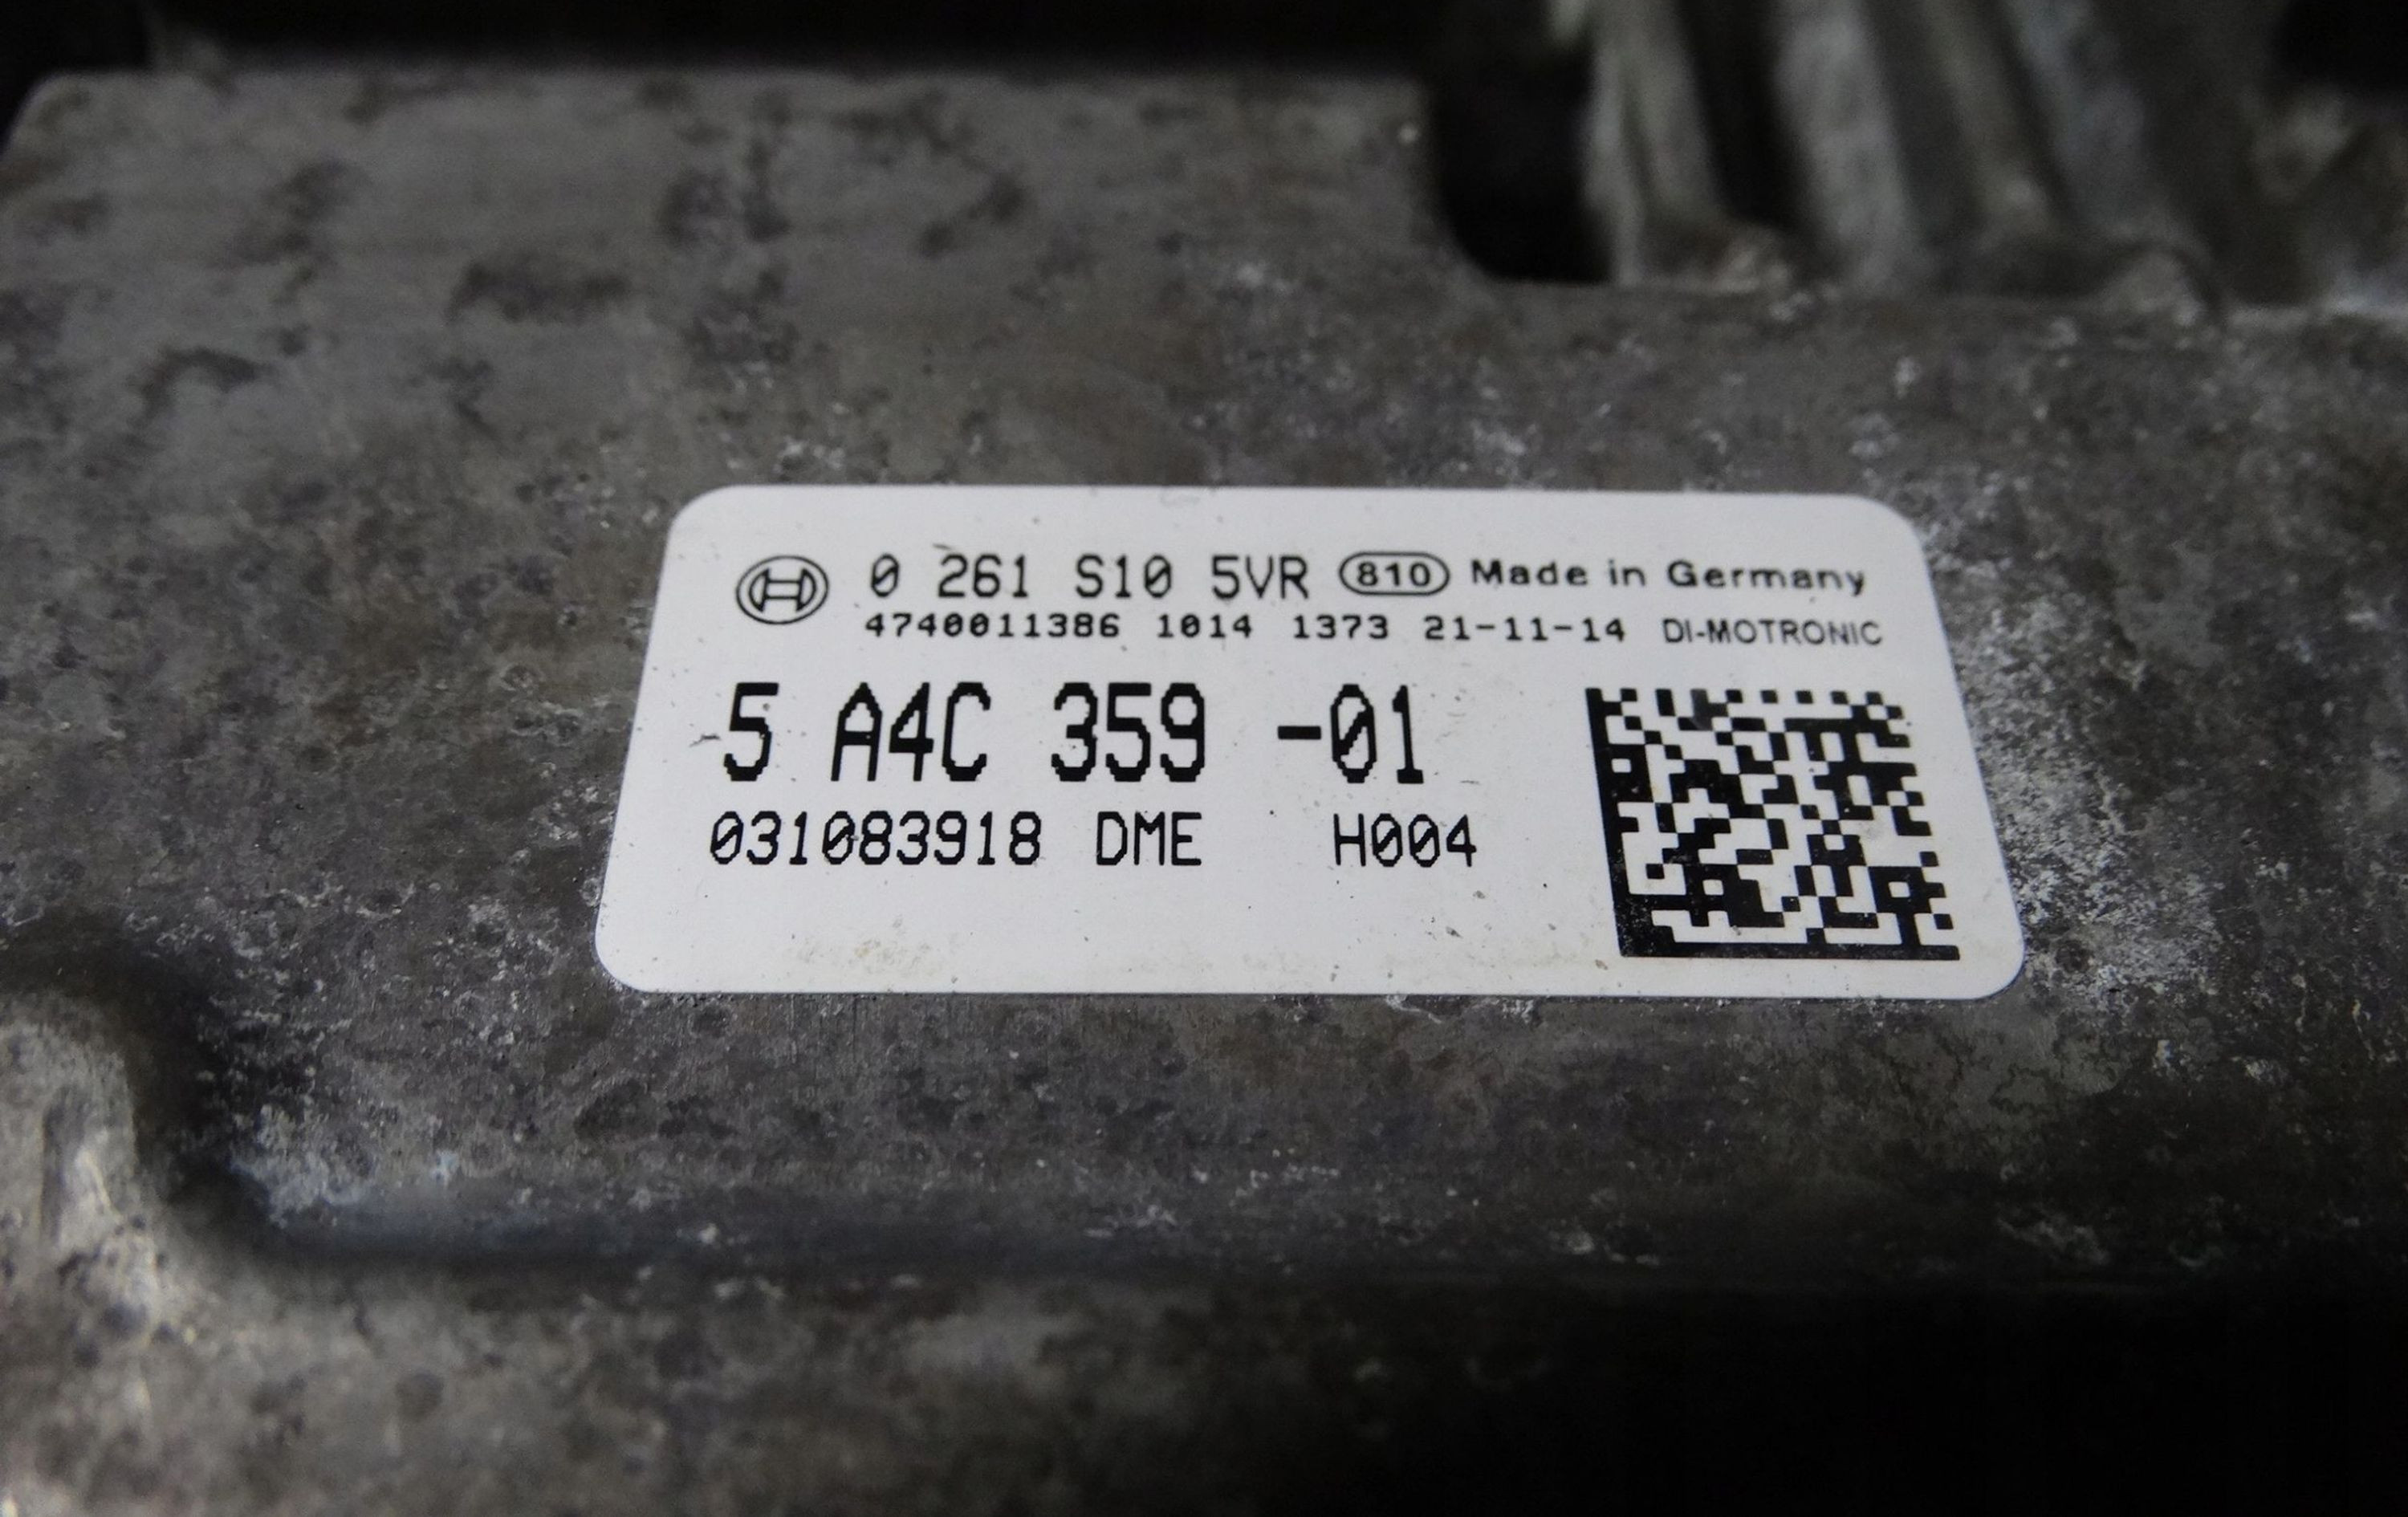 0 261 S10 5VR 810 Made in Germany
4740011386 1014 1373 21-11-14 DI-MOTRONIC
5 A4C 359 -01
031083918 DME H004